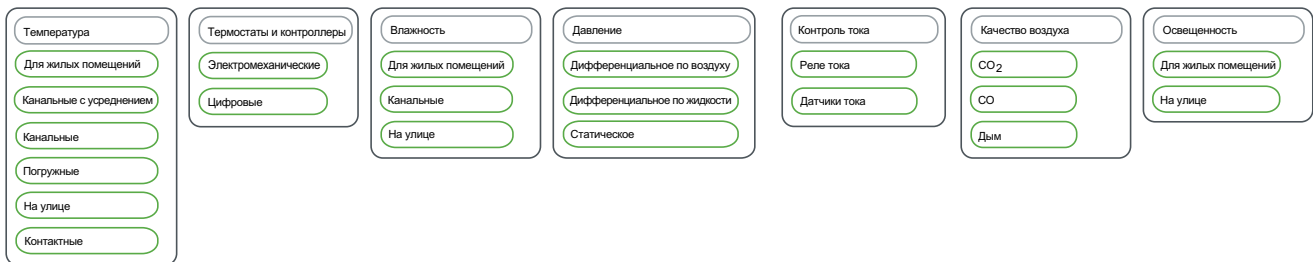 Температура
Для жилых помещений
Канальные с усреднением
Канальные
Погружные
На улице
Контактные
Термостаты и контроллеры
Электромеханические
Цифровые
Влажность
Для жилых помещений
Канальные
На улице
Давление
Дифференциальное по воздуху
Дифференциальное по жидкости
Статическое
Контроль тока
Реле тока
Датчики тока
Качество воздуха
CO2
CO
Дым
Освещенность
Для жилых помещений
На улице